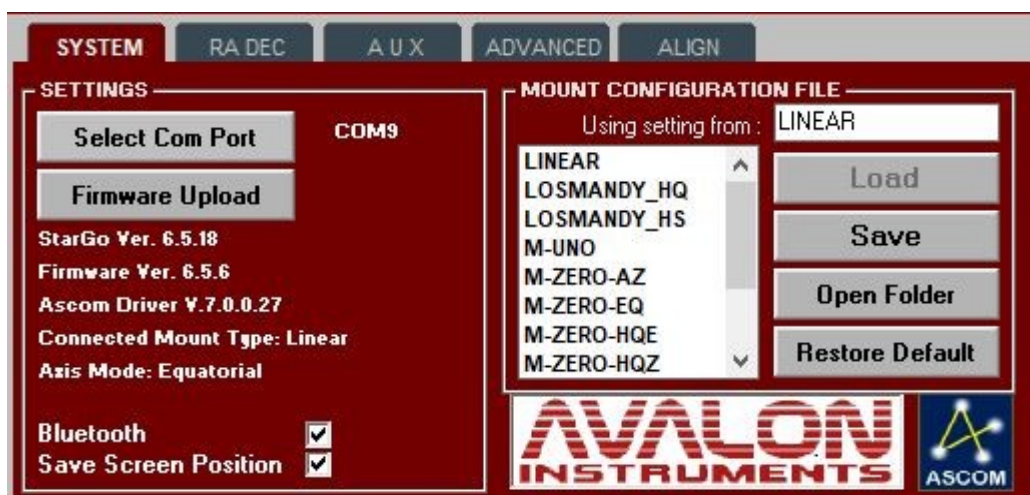 SYSTEM RA DEC A U X ADVANCED ALIGN
SETTINGS
Select Com Port COM9
Firmware Upload
StarGo Ver. 6.5.18
Firmware Ver. 6.5.6
Ascom Driver V.7.0.0.27
Connected Mount Type: Linear
Axis Mode: Equatorial
Bluetooth
Save Screen Position
MOUNT CONFIGURATION FILE
Using setting from : LINEAR
LINEAR
LOSMANDY_HQ
LOSMANDY_HS
M-UNO
M-ZERO-AZ
M-ZERO-EQ
M-ZERO-HQE
M-ZERO-HQZ
Load
Save
Open Folder
Restore Default
AVALON
INSTRUMENTS
ASCOM